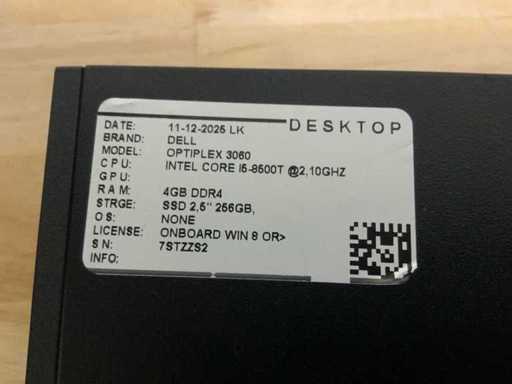 DESKTOP
DATE: 11-12-2025 LK
BRAND: DELL
MODEL: OPTIPLEX 3060
CPU: INTEL CORE I5-8500T @2,10GHZ
GPU:
RAM: 4GB DDR4
STRGE: SSD 2,5" 256GB,
OS: NONE
LICENSE: ONBOARD WIN 8 OR>
SN: 7STZZS2
INFO: